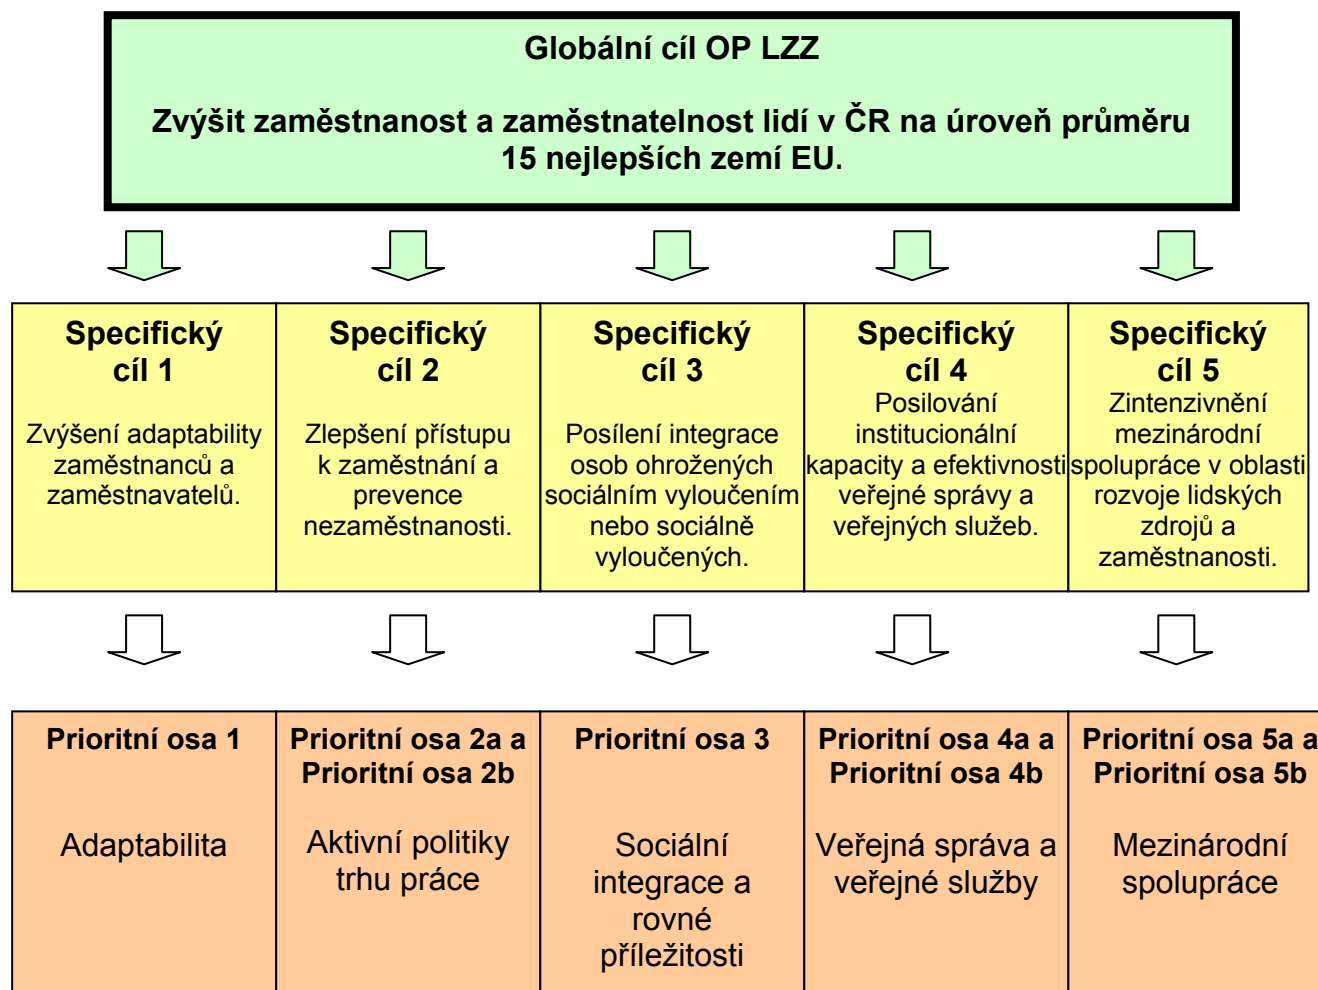 Globální cíl OP LZZ
Zvýšit zaměstnanost a zaměstnatelnost lidí v ČR na úroveň průměru
15 nejlepších zemí EU.
Specifický
cíl 1
Zvýšení adaptability
zaměstnanců a
zaměstnavatelů.
Specifický
cíl 2
Zlepšení přístupu
k zaměstnání a
prevence
nezaměstnanosti.
Specifický
cíl 3
Posílení integrace
osob ohrožených
sociálním vyloučením
nebo sociálně
vyloučených.
Specifický
cíl 4
Posilování
institucionální
kapacity a efektivnosti
veřejné správy a
veřejných služeb.
Specifický
cíl 5
Zintenzivnění
mezinárodní
spolupráce v oblasti
rozvoje lidských
zdrojů a
zaměstnanosti.
Prioritní osa 1
Adaptabilita
Prioritní osa 2a a
Prioritní osa 2b
Aktivní politiky
trhu práce
Prioritní osa 3
Sociální
integrace a
rovné
příležitosti
Prioritní osa 4a a
Prioritní osa 4b
Veřejná správa a
veřejné služby
Prioritní osa 5a a
Prioritní osa 5b
Mezinárodní
spolupráce